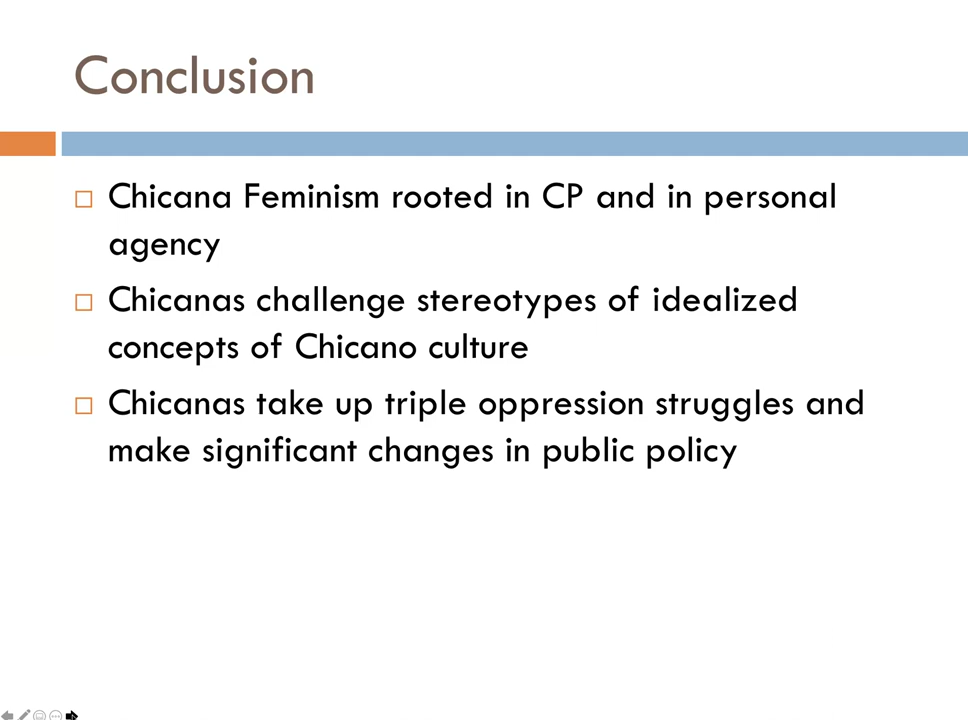 Conclusion
Chicana Feminism rooted in CP and in personal
agency
Chicanas challenge stereotypes of idealized
concepts of Chicano culture
Chicanas take up triple oppression struggles and
make significant changes in public policy